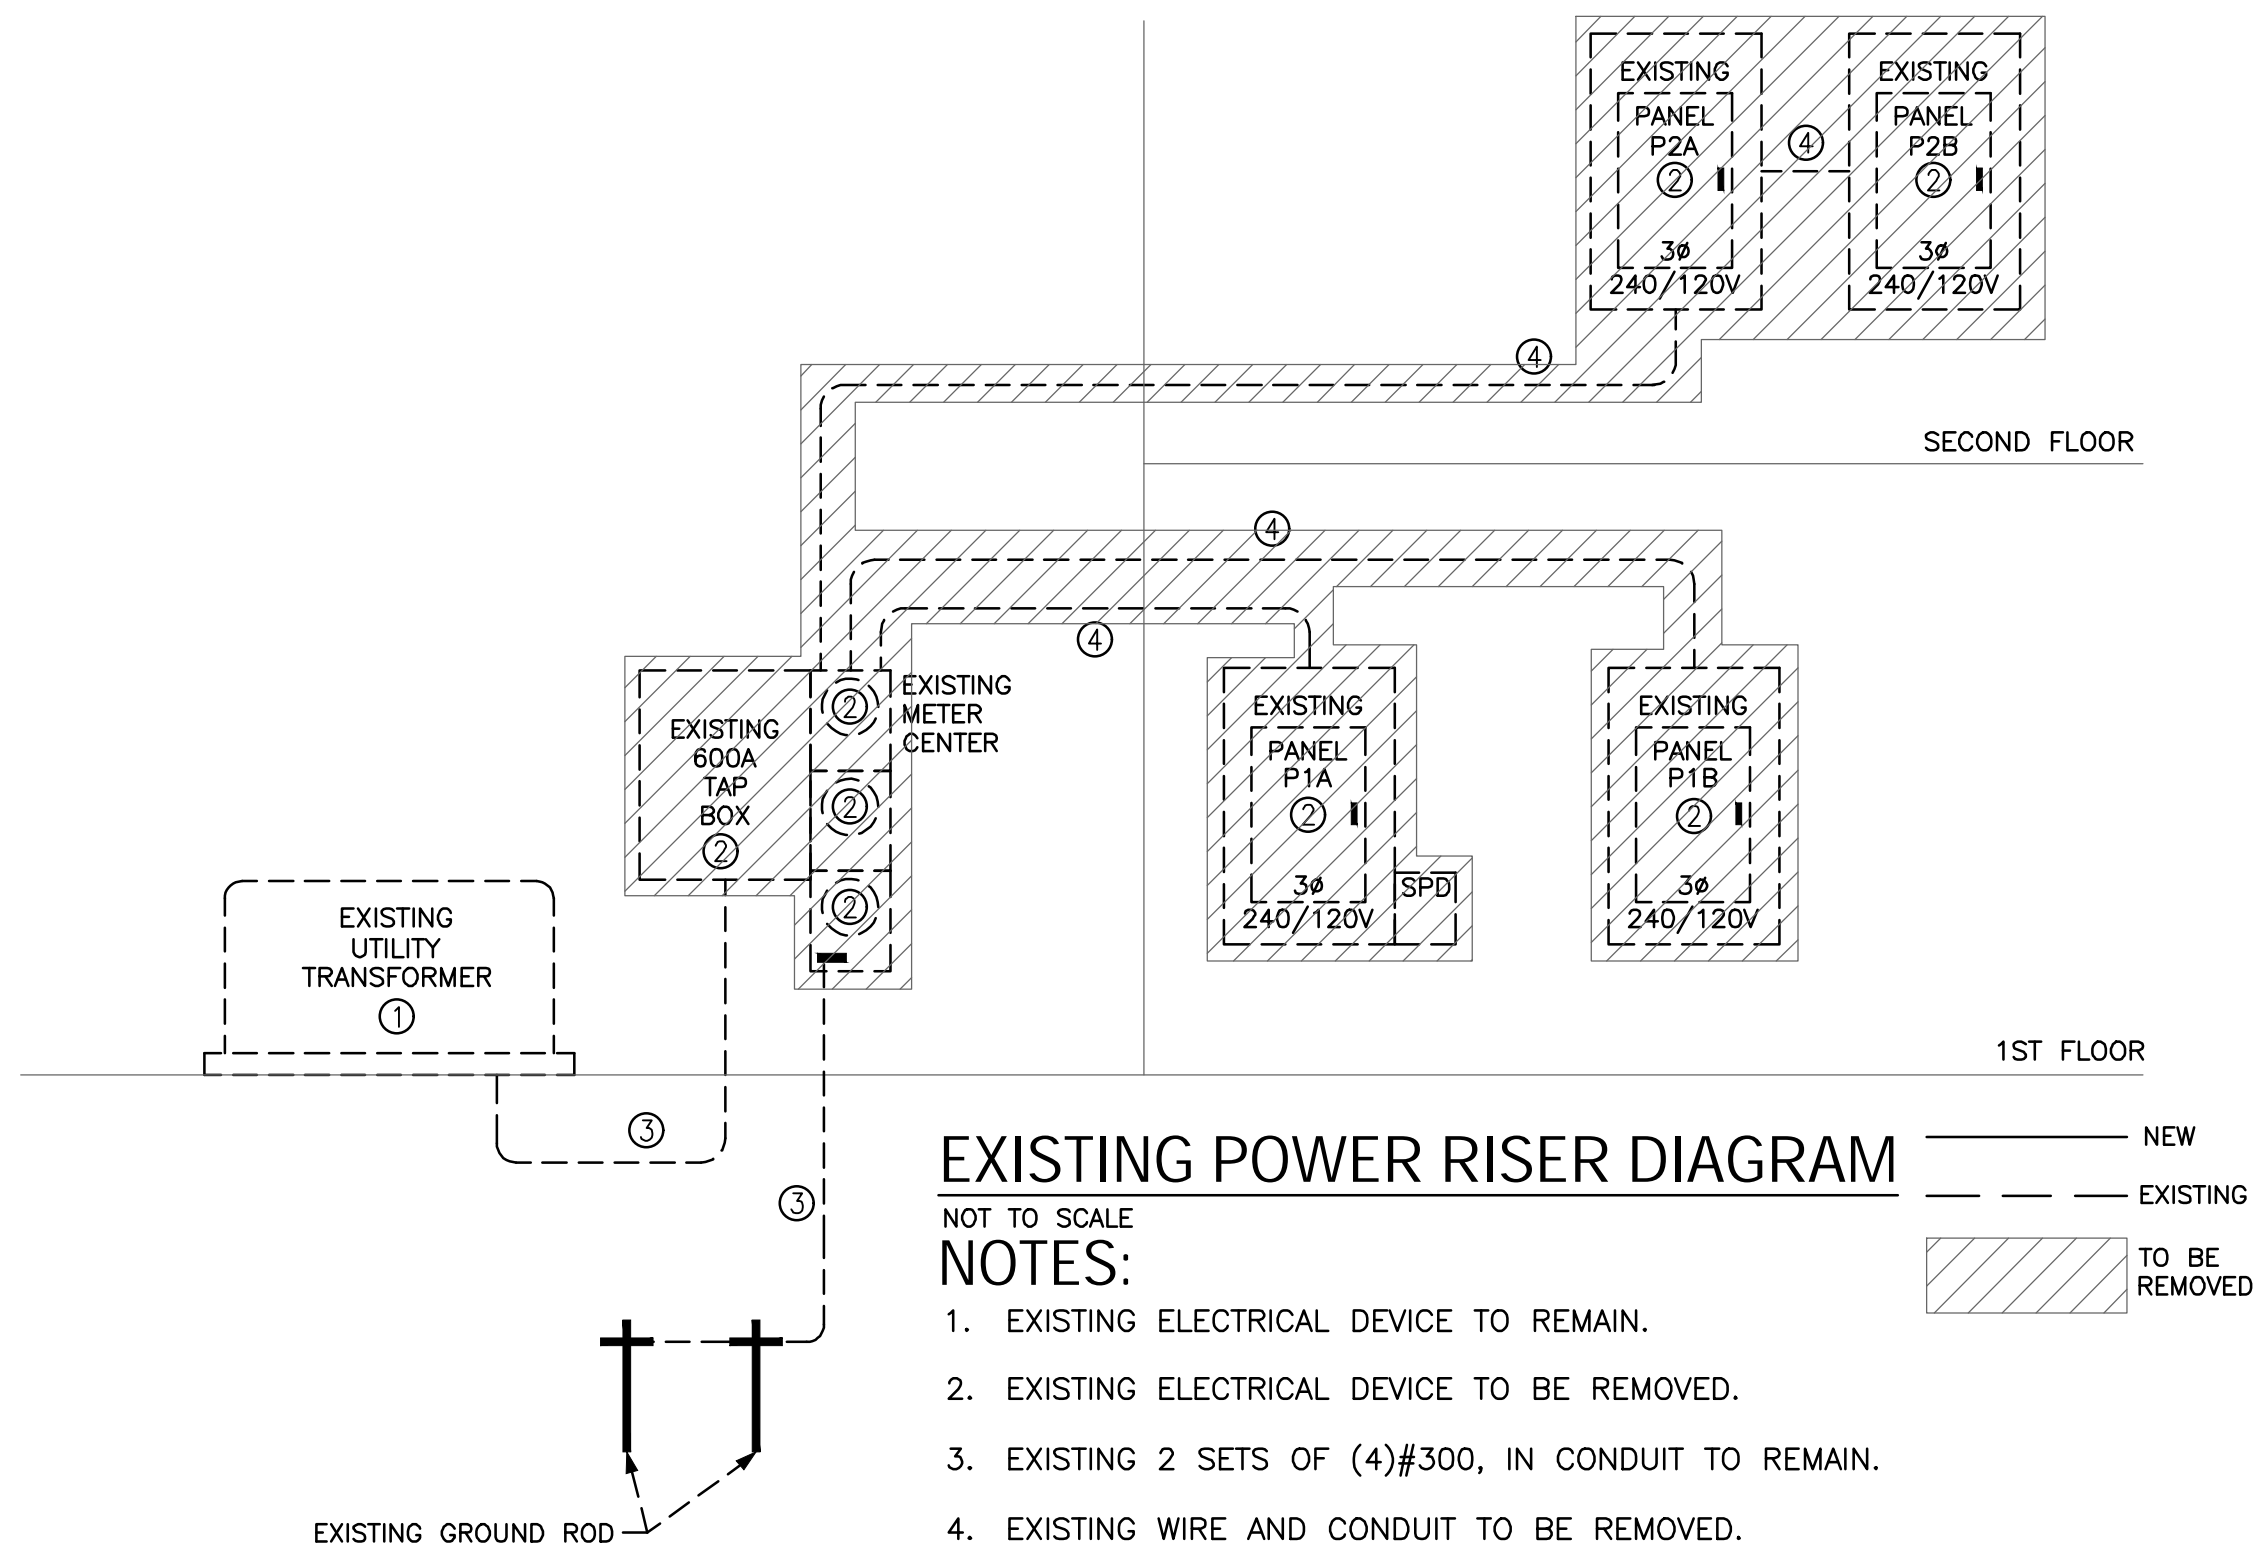 EXISTING
PANEL
P2A
2
3ø
240/120V
4
EXISTING
PANEL
P2B
2
3ø
240/120V
4
SECOND FLOOR
4
4
EXISTING
600A
TAP
BOX
2
2
2
2
EXISTING
METER
CENTER
EXISTING
PANEL
P1A
2
3ø
240/120V
SPD
EXISTING
PANEL
P1B
2
3ø
240/120V
EXISTING
UTILITY
TRANSFORMER
1
1ST FLOOR
3
3
EXISTING GROUND ROD
EXISTING POWER RISER DIAGRAM
NOT TO SCALE
NEW
EXISTING
TO BE
REMOVED
NOTES:
1. EXISTING ELECTRICAL DEVICE TO REMAIN.
2. EXISTING ELECTRICAL DEVICE TO BE REMOVED.
3. EXISTING 2 SETS OF (4)#300, IN CONDUIT TO REMAIN.
4. EXISTING WIRE AND CONDUIT TO BE REMOVED.